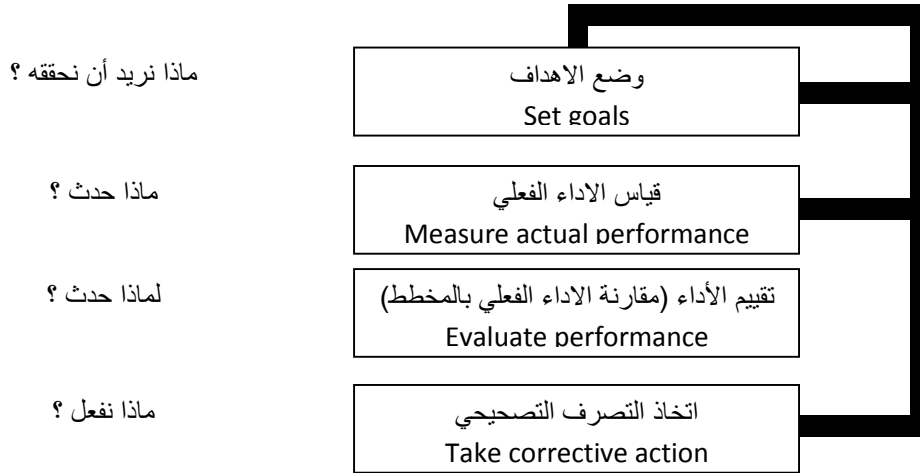 ماذا نريد أن نحققه ؟
وضع الاهداف
Set goals
ماذا حدث ؟
قياس الاداء الفعلي
Measure actual performance
لماذا حدث ؟
تقييم الأداء (مقارنة الاداء الفعلي بالمخطط)
Evaluate performance
ماذا نفعل ؟
اتخاذ التصرف التصحيحي
Take corrective action